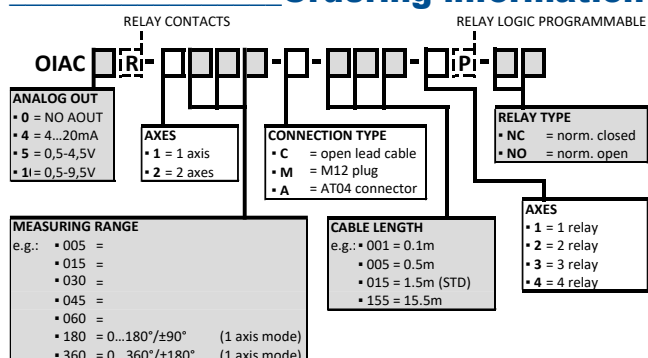 Ordering Information
RELAY CONTACTS
RELAY LOGIC PROGRAMMABLE
OIAC R - - - P -
ANALOG OUT
▪ 0 = NO AOUT
▪ 4 = 4...20mA
▪ 5 = 0,5-4,5V
▪ 1( = 0,5-9,5V
AXES
▪ 1 = 1 axis
▪ 2 = 2 axes
CONNECTION TYPE
▪ C = open lead cable
▪ M = M12 plug
▪ A = AT04 connector
RELAY TYPE
▪ NC = norm. closed
▪ NO = norm. open
MEASURING RANGE
e.g.: ▪ 005 =
▪ 015 =
▪ 030 =
▪ 045 =
▪ 060 =
▪ 180 = 0...180°/±90° (1 axis mode)
▪ 360 = 0...360°/±180° (1 axis mode)
CABLE LENGTH
e.g.: ▪ 001 = 0.1m
▪ 005 = 0.5m
▪ 015 = 1.5m (STD)
▪ 155 = 15.5m
AXES
▪ 1 = 1 relay
▪ 2 = 2 relay
▪ 3 = 3 relay
▪ 4 = 4 relay